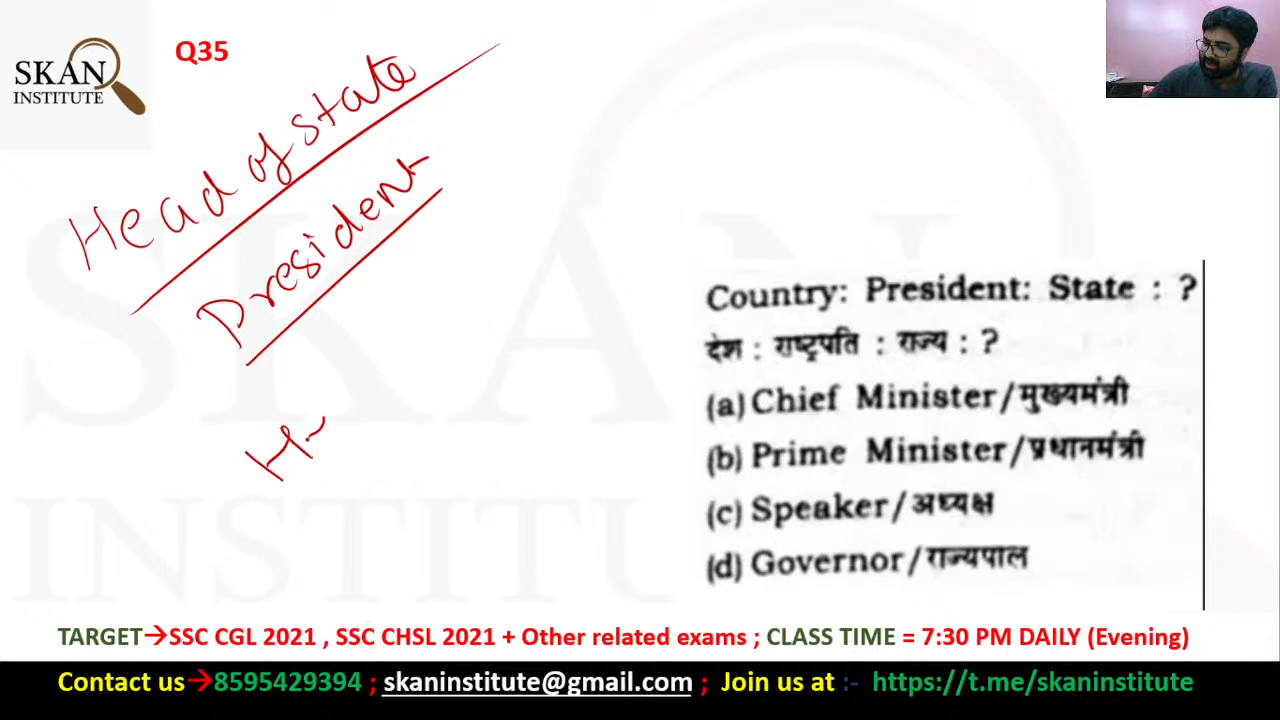 SKAN
INSTITUTE
Q35
Head of state
President
H
Country: President: State : ?
देश : राष्ट्रपति : राज्य : ?
(a) Chief Minister/मुख्यमंत्री
(b) Prime Minister/प्रधानमंत्री
(c) Speaker/अध्यक्ष
(d) Governor/राज्यपाल
SKAN
INSTITUTE
TARGET→SSC CGL 2021 , SSC CHSL 2021 + Other related exams ; CLASS TIME = 7:30 PM DAILY (Evening)
Contact us→8595429394 ; skaninstitute@gmail.com ; Join us at :- https://t.me/skaninstitute